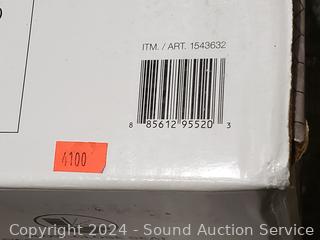 ITM. / ART. 1543632
8 85612 95520 3
4100
Copyright 2024 - Sound Auction Service